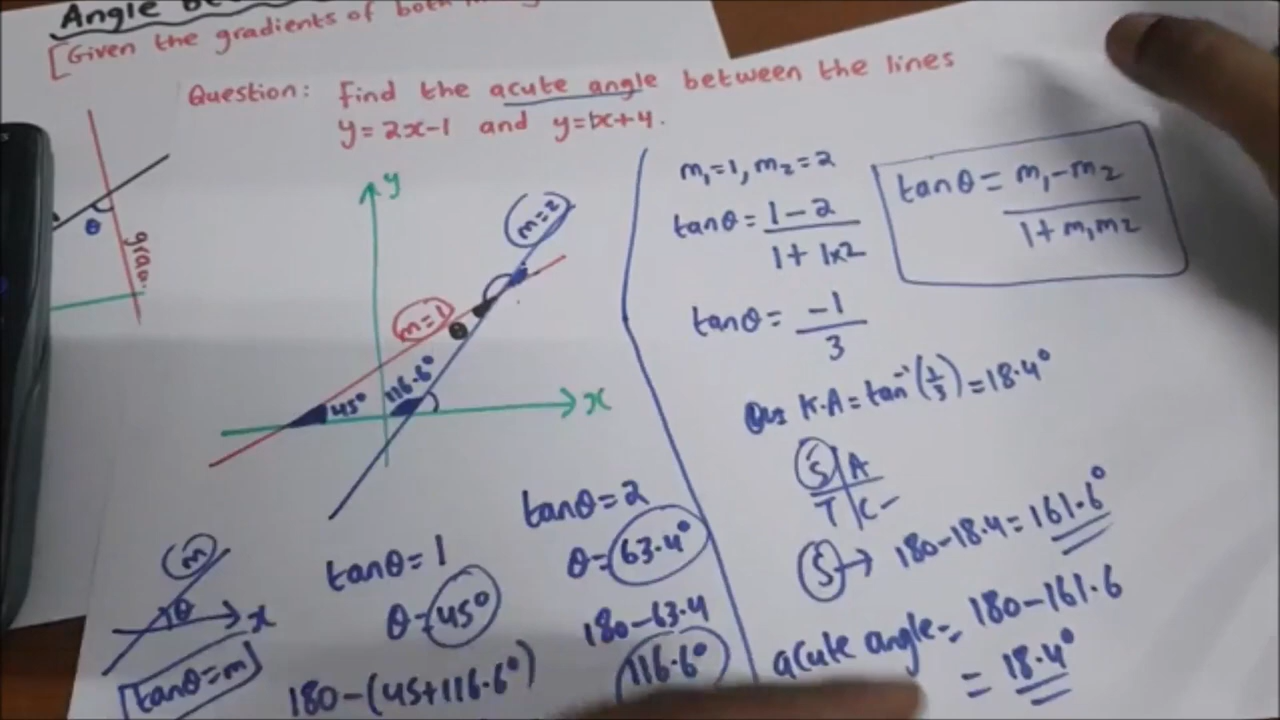 Angle
[Given the gradients of both
Question: Find the acute angle between the lines
y=2x-1 and y=1x+4.
θ
grad.
y
x
m=2
m=1
θ
45°
116.6°
m
θ
x
tanθ=m
tanθ=1
θ=45°
180-(45+116.6°)
tanθ=2
θ=63.4°
180-63.4
116.6°
m₁=1, m₂=2
tanθ= 1-2
1+1x2
tanθ= m₁-m₂
1+m₁m₂
tanθ= -1
3
K.A=tan⁻¹(1/3)=18.4°
S A
T C
S → 180-18.4=161.6°
acute angle= 180-161.6
= 18.4°